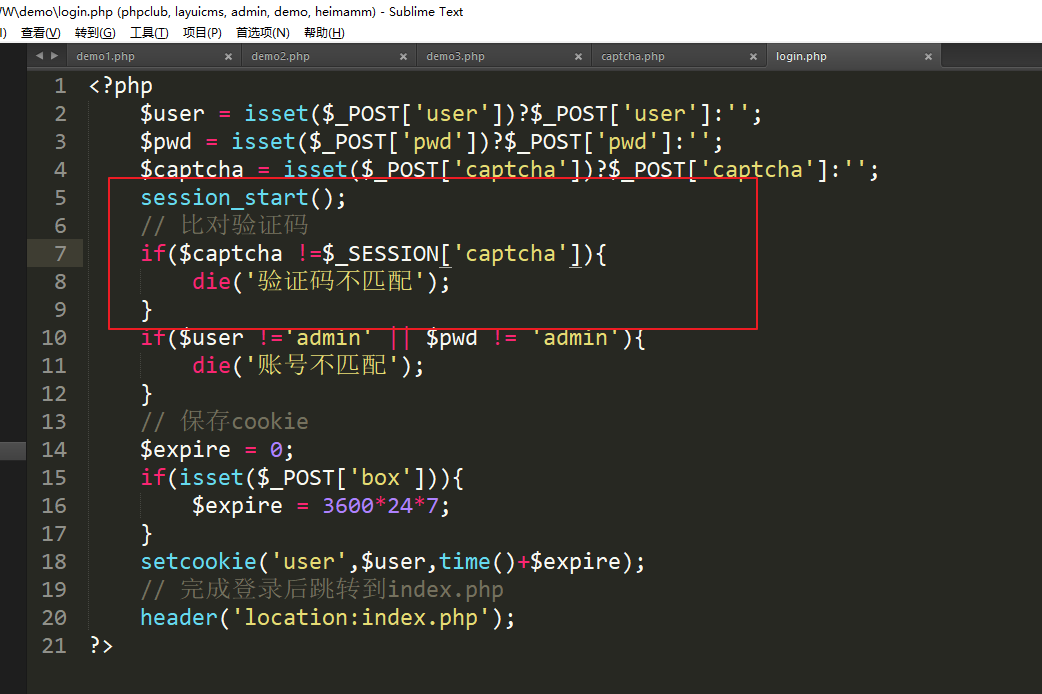 W\demo\login.php (phpclub, layuicms, admin, demo, heimamm) - Sublime Text
I) 查看(V) 转到(G) 工具(T) 项目(P) 首选项(N) 帮助(H)
demo1.php × demo2.php × demo3.php × captcha.php × login.php ×
1 <?php
2 $user = isset($_POST['user'])?$_POST['user']:'';
3 $pwd = isset($_POST['pwd'])?$_POST['pwd']:'';
4 $captcha = isset($_POST['captcha'])?$_POST['captcha']:'';
5 session_start();
6 // 比对验证码
7 if($captcha !=$_SESSION['captcha']){
8 die('验证码不匹配');
9 }
10 if($user !='admin' || $pwd != 'admin'){
11 die('账号不匹配');
12 }
13 // 保存cookie
14 $expire = 0;
15 if(isset($_POST['box'])){
16 $expire = 3600*24*7;
17 }
18 setcookie('user',$user,time()+$expire);
19 // 完成登录后跳转到index.php
20 header('location:index.php');
21 ?>